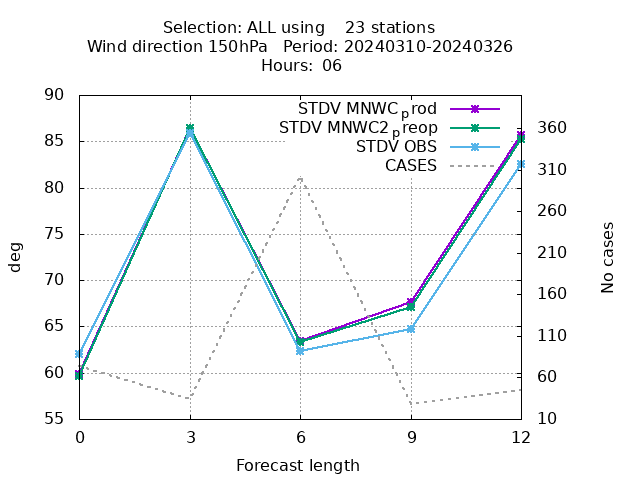 Selection: ALL using    23 stations
Wind direction 150hPa   Period: 20240310-20240326
Hours:  06
STDV MNWC_prod
STDV MNWC2_preop
STDV OBS
CASES
90
85
80
75
70
65
60
55
deg
360
310
260
210
160
110
60
10
No cases
0 3 6 9 12
Forecast length